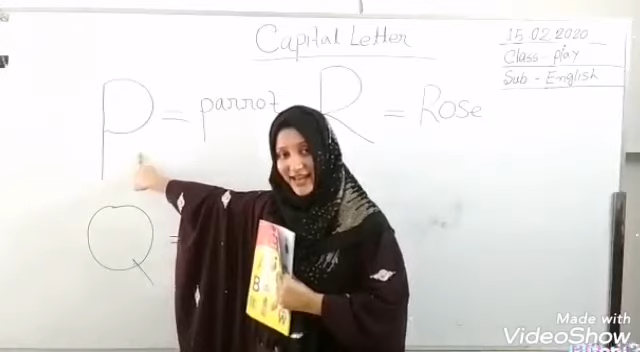 Capital Letter
15.02.2020
Class - play
Sub - English
P = parrot
R = Rose
Q =
Made with
VideoShow